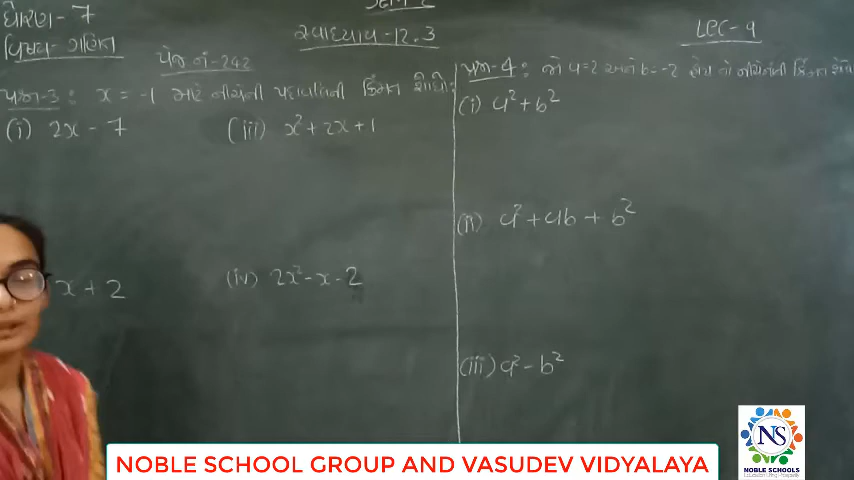 ધોરણ - 7
વિષય - ગણિત
સ્વાધ્યાય - 12.3
LEC - 9
પેજ નં - 242
પ્રશ્ન - 3 : x = -1 માટે નીચેની પદાવલિની કિંમત શોધો :
(i) 2x - 7
(iii) x² + 2x + 1
x + 2
(iv) 2x² - x - 2
પ્રશ્ન - 4 : જો a = 2 અને b = -2 હોય તો નીચેનાની કિંમત શોધો
(i) a² + b²
(ii) a² + ab + b²
(iii) a² - b²
NS
NOBLE SCHOOLS
NOBLE SCHOOL GROUP AND VASUDEV VIDYALAYA